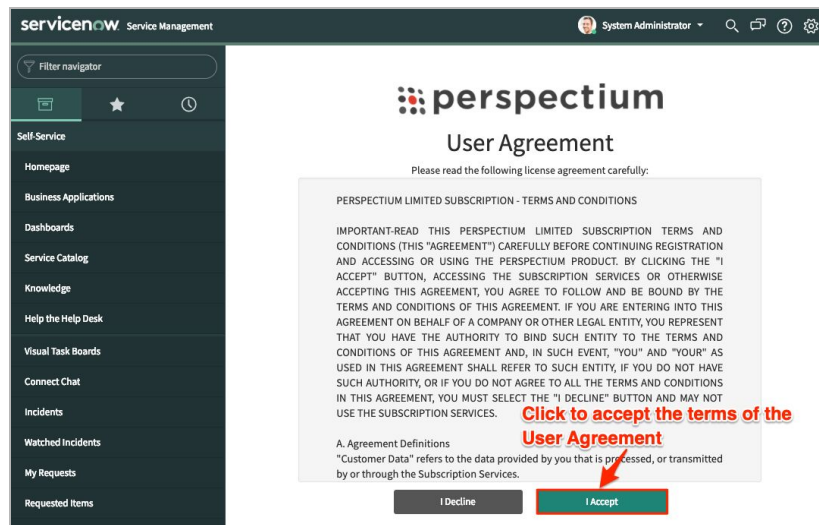 servicenow. Service Management
System Administrator
Filter navigator
Self-Service
Homepage
Business Applications
Dashboards
Service Catalog
Knowledge
Help the Help Desk
Visual Task Boards
Connect Chat
Incidents
Watched Incidents
My Requests
Requested Items
perspectium
User Agreement
Please read the following license agreement carefully:
PERSPECTIUM LIMITED SUBSCRIPTION - TERMS AND CONDITIONS
IMPORTANT-READ THIS PERSPECTIUM LIMITED SUBSCRIPTION TERMS AND
CONDITIONS (THIS "AGREEMENT") CAREFULLY BEFORE CONTINUING REGISTRATION
AND ACCESSING OR USING THE PERSPECTIUM PRODUCT. BY CLICKING THE "I
ACCEPT" BUTTON, ACCESSING THE SUBSCRIPTION SERVICES OR OTHERWISE
ACCEPTING THIS AGREEMENT, YOU AGREE TO FOLLOW AND BE BOUND BY THE
TERMS AND CONDITIONS OF THIS AGREEMENT. IF YOU ARE ENTERING INTO THIS
AGREEMENT ON BEHALF OF A COMPANY OR OTHER LEGAL ENTITY, YOU REPRESENT
THAT YOU HAVE THE AUTHORITY TO BIND SUCH ENTITY TO THE TERMS AND
CONDITIONS OF THIS AGREEMENT AND, IN SUCH EVENT, "YOU" AND "YOUR" AS
USED IN THIS AGREEMENT SHALL REFER TO SUCH ENTITY, IF YOU DO NOT HAVE
SUCH AUTHORITY, OR IF YOU DO NOT AGREE TO ALL THE TERMS AND CONDITIONS
IN THIS AGREEMENT, YOU MUST SELECT THE "I DECLINE" BUTTON AND MAY NOT
USE THE SUBSCRIPTION SERVICES.
Click to accept the terms of the
User Agreement
A. Agreement Definitions
"Customer Data" refers to the data provided by you that is processed, or transmitted
by or through the Subscription Services.
I Decline
I Accept